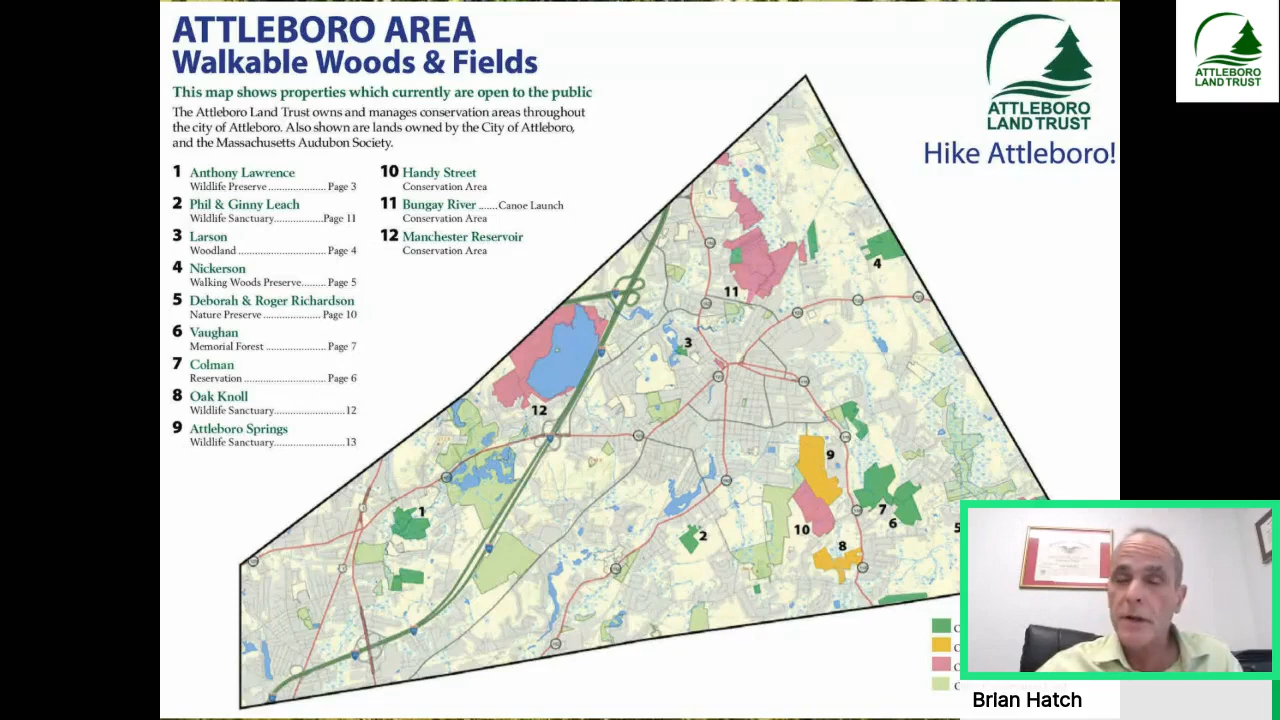 ATTLEBORO AREA
Walkable Woods & Fields
This map shows properties which currently are open to the public
The Attleboro Land Trust owns and manages conservation areas throughout
the city of Attleboro. Also shown are lands owned by the City of Attleboro,
and the Massachusetts Audubon Society.
1 Anthony Lawrence
Wildlife Preserve ..................... Page 3
2 Phil & Ginny Leach
Wildlife Sanctuary.................Page 11
3 Larson
Woodland ............................... Page 4
4 Nickerson
Walking Woods Preserve......... Page 5
5 Deborah & Roger Richardson
Nature Preserve ..................... Page 10
6 Vaughan
Memorial Forest ...................... Page 7
7 Colman
Reservation ............................. Page 6
8 Oak Knoll
Wildlife Sanctuary........................ 12
9 Attleboro Springs
Wildlife Sanctuary........................ 13
10 Handy Street
Conservation Area
11 Bungay River .......Canoe Launch
Conservation Area
12 Manchester Reservoir
Conservation Area
ATTLEBORO
LAND TRUST
Hike Attleboro!
ATTLEBORO
LAND TRUST
4
11
3
12
9
1
7
10
6
2
8
5
Brian Hatch